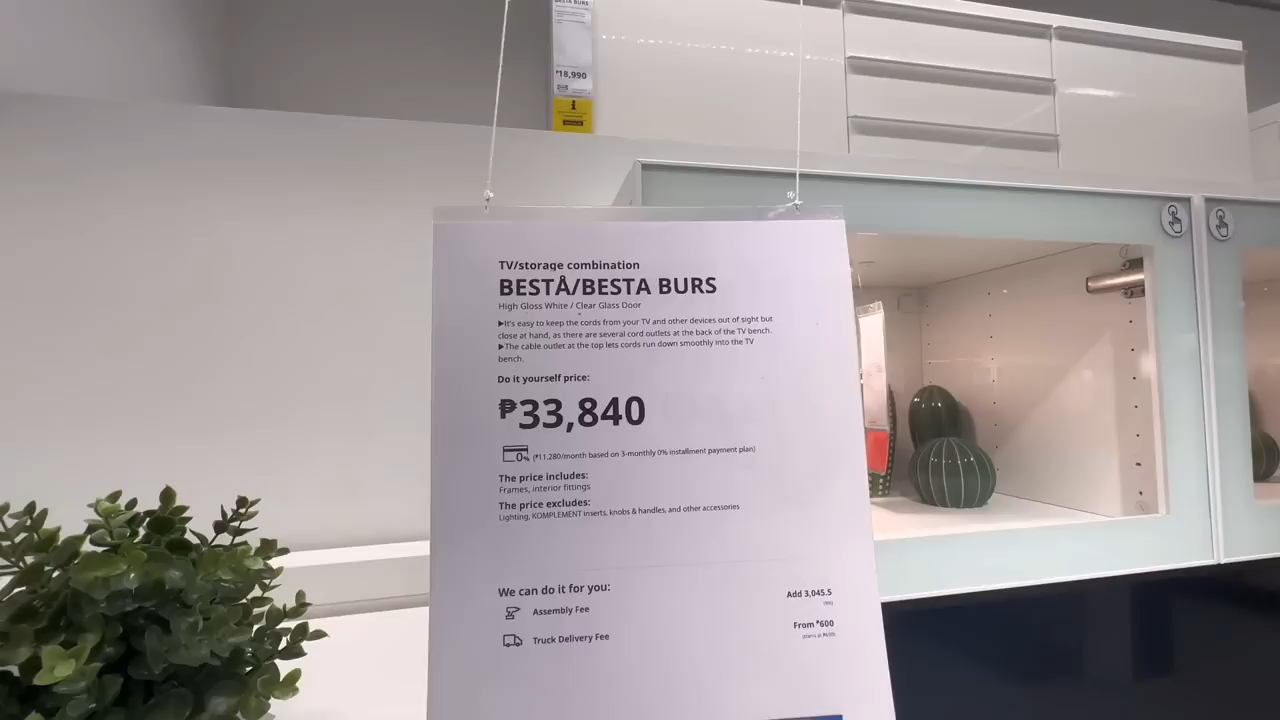 BESTA BURS
₱18,990
TV/storage combination
BESTÅ/BESTA BURS
High Gloss White / Clear Glass Door
▶It's easy to keep the cords from your TV and other devices out of sight but
close at hand, as there are several cord outlets at the back of the TV bench.
▶The cable outlet at the top lets cords run down smoothly into the TV
bench.
Do it yourself price:
₱33,840
0% (₱11,280/month based on 3-monthly 0% installment payment plan)
The price includes:
Frames, interior fittings
The price excludes:
Lighting, KOMPLEMENT inserts, knobs & handles, and other accessories
We can do it for you:
Assembly Fee Add 3,045.5
(9%)
Truck Delivery Fee From ₱600